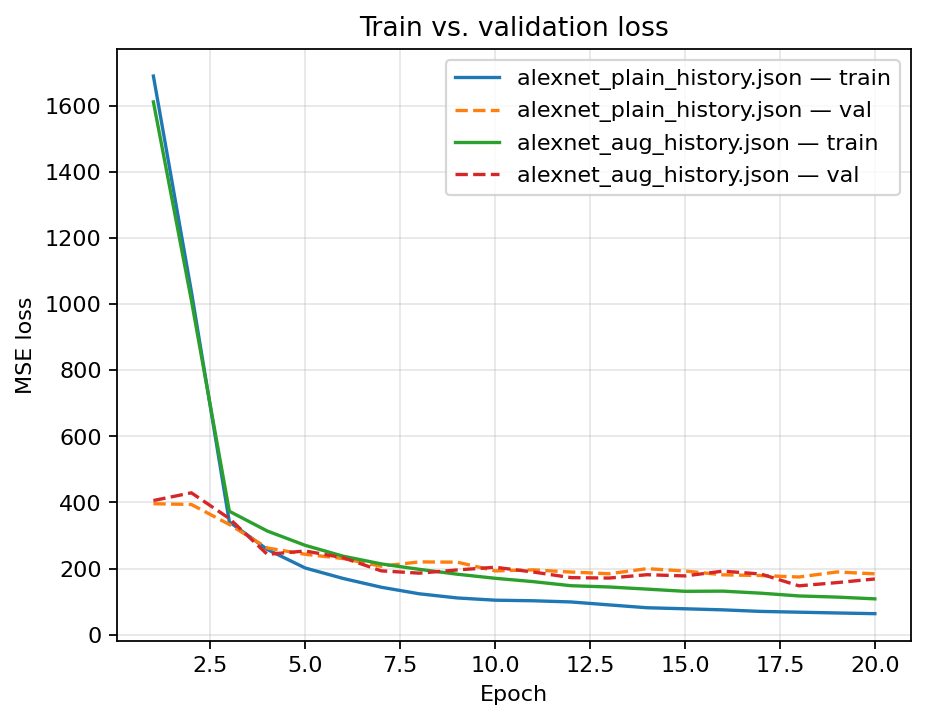 Train vs. validation loss
alexnet_plain_history.json — train
alexnet_plain_history.json — val
alexnet_aug_history.json — train
alexnet_aug_history.json — val
MSE loss
1600
1400
1200
1000
800
600
400
200
0
2.5 5.0 7.5 10.0 12.5 15.0 17.5 20.0
Epoch